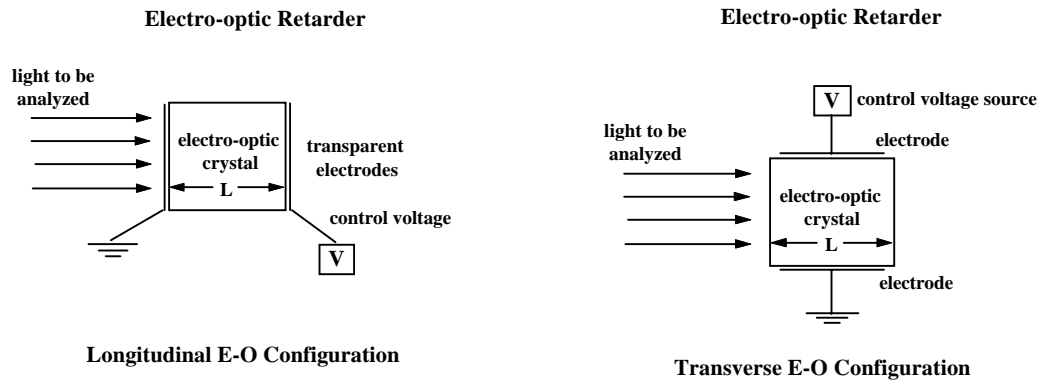 Electro-optic Retarder
light to be
analyzed
electro-optic
crystal
L
transparent
electrodes
control voltage
V
Longitudinal E-O Configuration
Electro-optic Retarder
V
control voltage source
electrode
light to be
analyzed
electro-optic
crystal
L
electrode
Transverse E-O Configuration